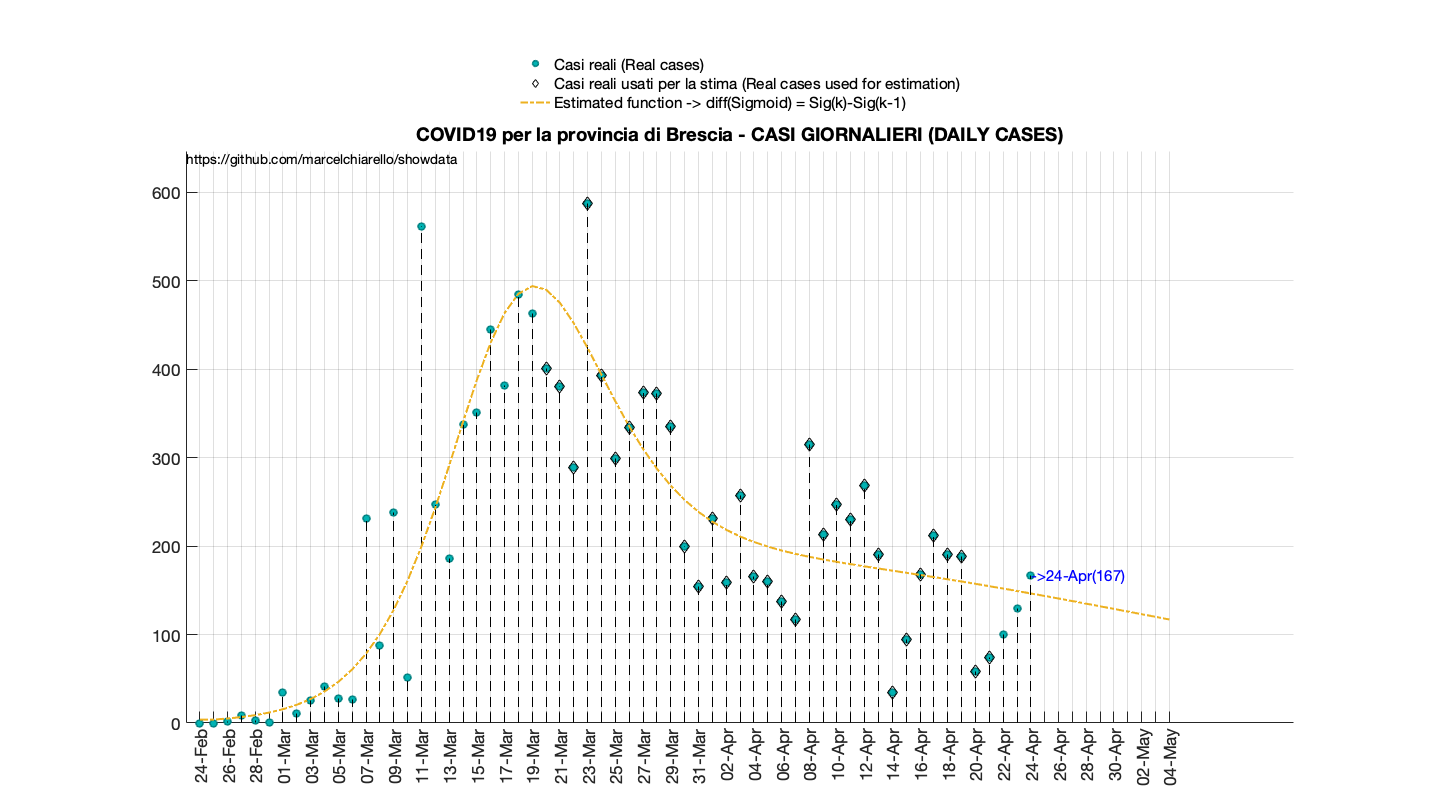 Casi reali (Real cases)
Casi reali usati per la stima (Real cases used for estimation)
Estimated function -> diff(Sigmoid) = Sig(k)-Sig(k-1)
COVID19 per la provincia di Brescia - CASI GIORNALIERI (DAILY CASES)
https://github.com/marcelchiarello/showdata
600
500
400
300
200
100
0
->24-Apr(167)
24-Feb
26-Feb
28-Feb
01-Mar
03-Mar
05-Mar
07-Mar
09-Mar
11-Mar
13-Mar
15-Mar
17-Mar
19-Mar
21-Mar
23-Mar
25-Mar
27-Mar
29-Mar
31-Mar
02-Apr
04-Apr
06-Apr
08-Apr
10-Apr
12-Apr
14-Apr
16-Apr
18-Apr
20-Apr
22-Apr
24-Apr
26-Apr
28-Apr
30-Apr
02-May
04-May